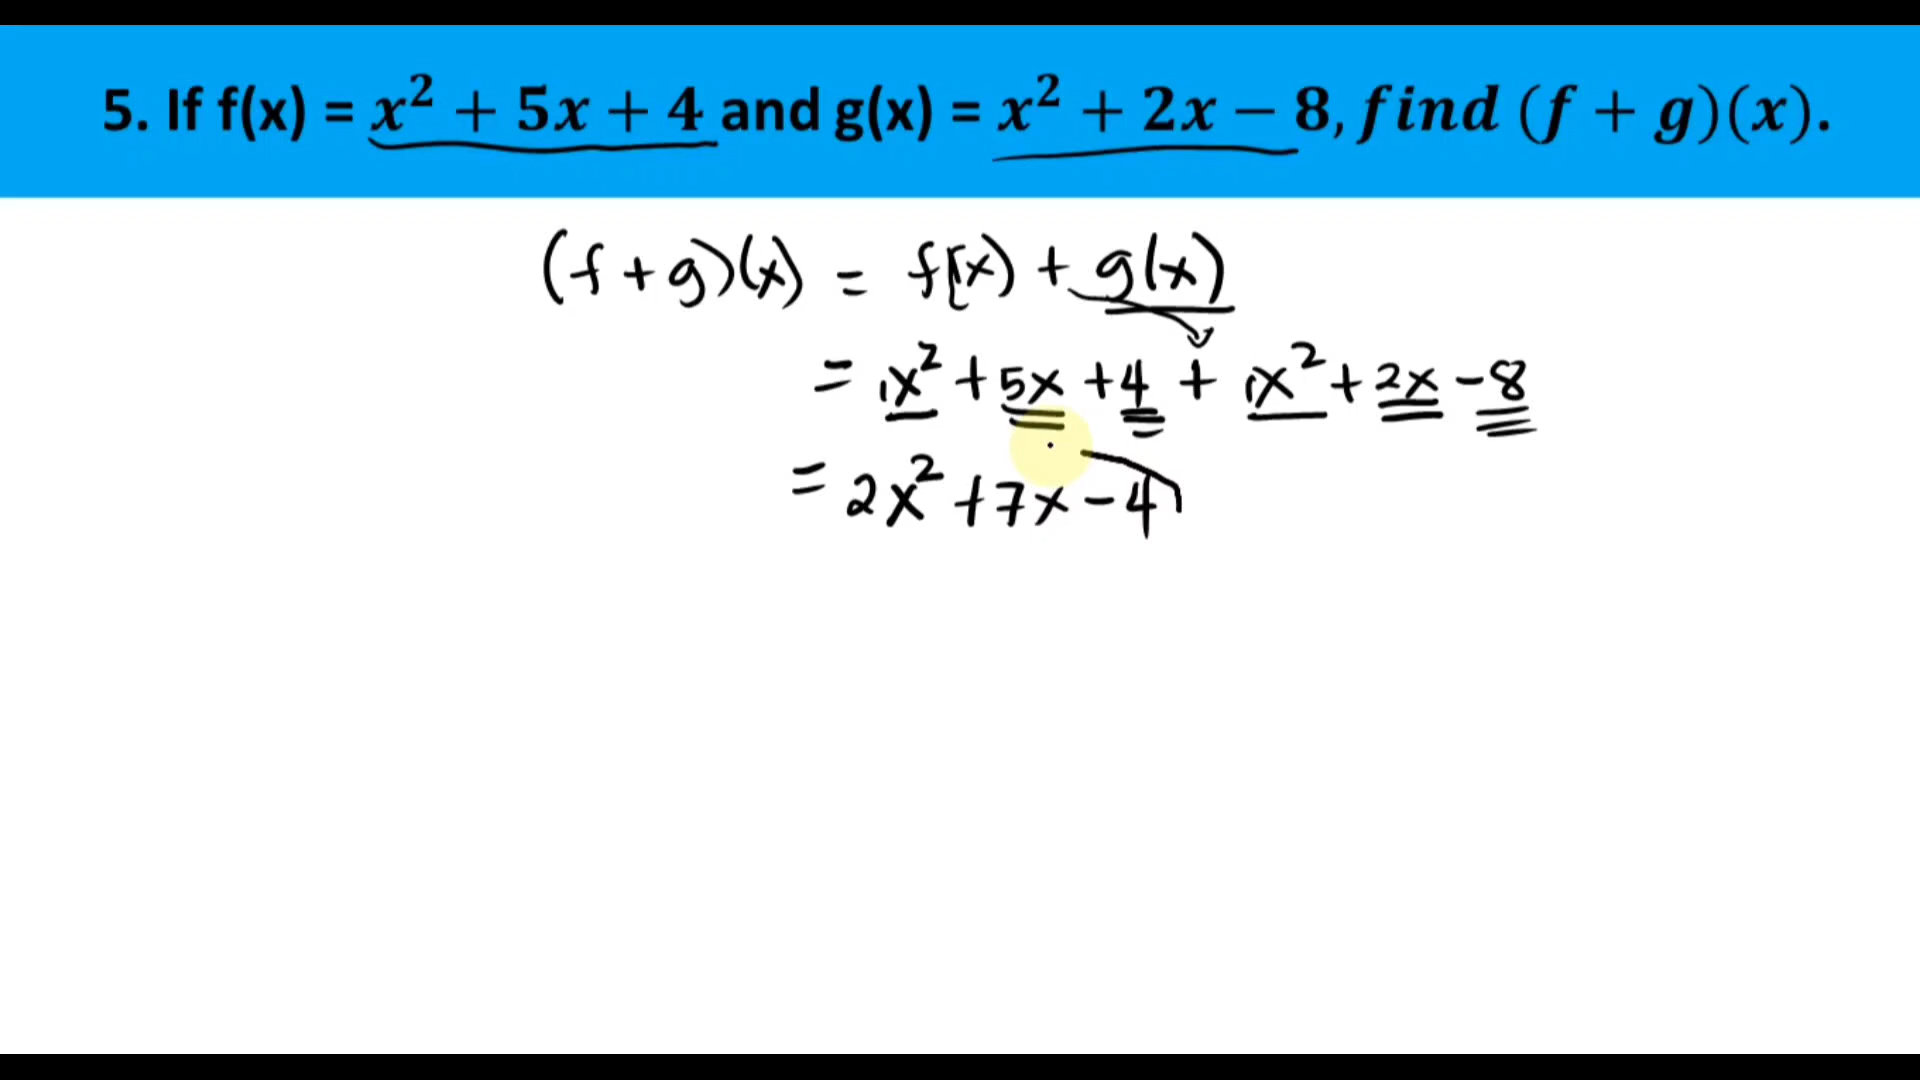 5. If f(x) = x² + 5x + 4 and g(x) = x² + 2x − 8, find (f + g)(x).
(f + g)(x) = f(x) + g(x)
= 1x² + 5x + 4 + 1x² + 2x - 8
= 2x² + 7x - 4